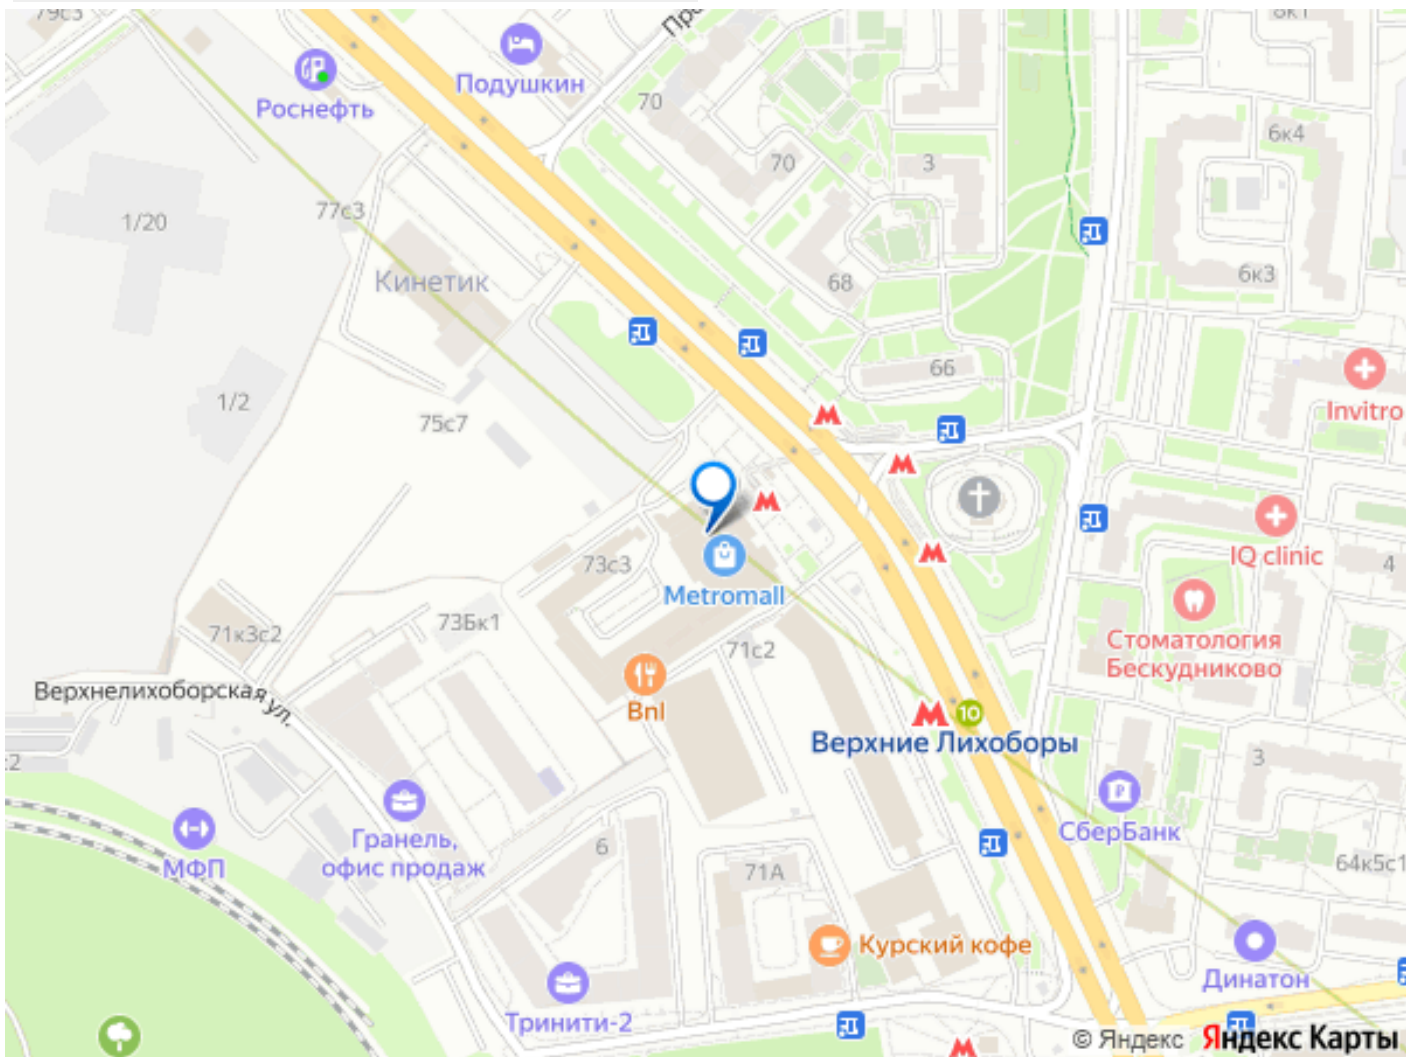 79с3
Про
8к1
Подушкин
Роснефть
70
6к4
70
3
77с3
1/20
Кинетик
68
6к3
66
1/2
75с7
Invitro
73с3
IQ clinic
4
Metromall
73Бк1
71к3с2
71с2
Стоматология
Бескудниково
Верхнелихоборская ул.
Bnl
10
Верхние Лихоборы
3
СберБанк
МФП
Гранель,
офис продаж
6
71А
64к5с1
Курский кофе
Динатон
Тринити-2
© Яндекс Яндекс Карты